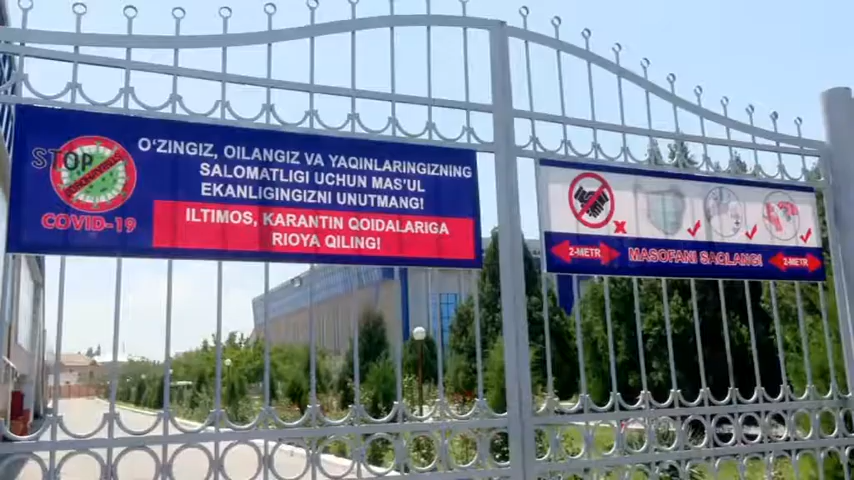 STOP
COVID-19
OʻZINGIZ, OILANGIZ VA YAQINLARINGIZNING
SALOMATLIGI UCHUN MAS'UL
EKANLIGINGIZNI UNUTMANG!
ILTIMOS, KARANTIN QOIDALARIGA
RIOYA QILING!
2-METR
MASOFANI SAQLANG!
2-METR